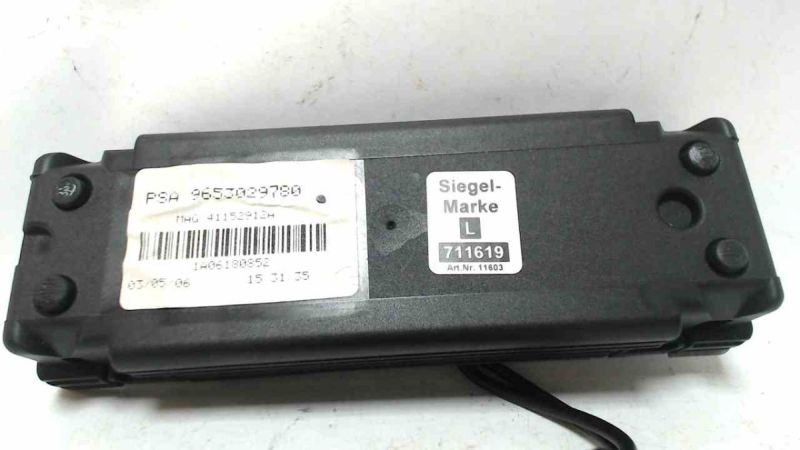 PSA 9653029780
MAG 41152912A
1A06180852
03/05/06 15 31 35
Siegel-
Marke
L
711619
Art.Nr. 11603